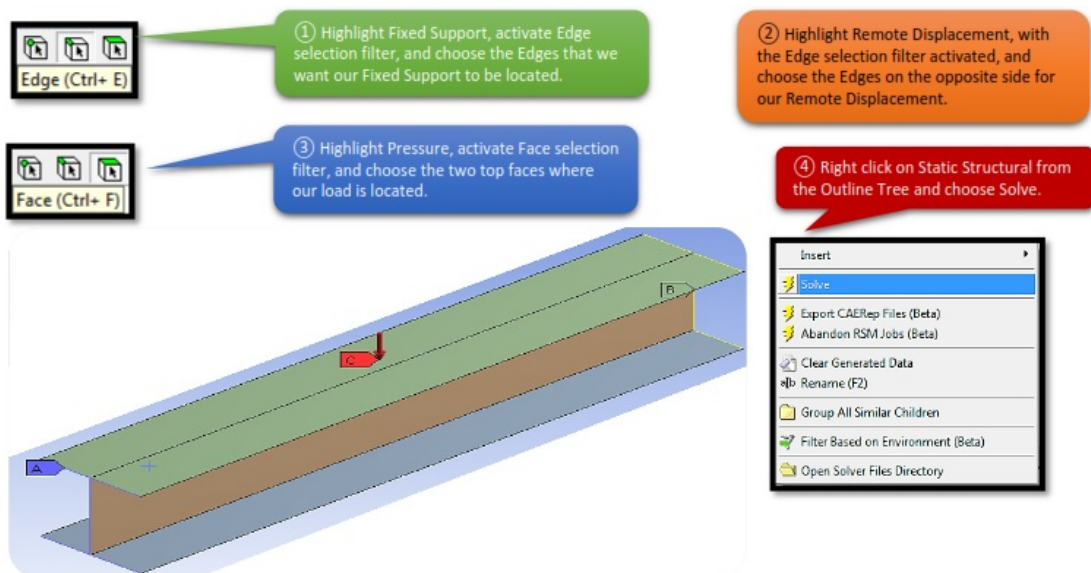 ① Highlight Fixed Support, activate Edge
selection filter, and choose the Edges that we
want our Fixed Support to be located.
Edge (Ctrl+ E)
② Highlight Remote Displacement, with
the Edge selection filter activated, and
choose the Edges on the opposite side for
our Remote Displacement.
③ Highlight Pressure, activate Face selection
filter, and choose the two top faces where
our load is located.
Face (Ctrl+ F)
④ Right click on Static Structural from
the Outline Tree and choose Solve.
A
B
C
Insert
Solve
Export CAERep Files (Beta)
Abandon RSM Jobs (Beta)
Clear Generated Data
a|b Rename (F2)
Group All Similar Children
Filter Based on Environment (Beta)
Open Solver Files Directory